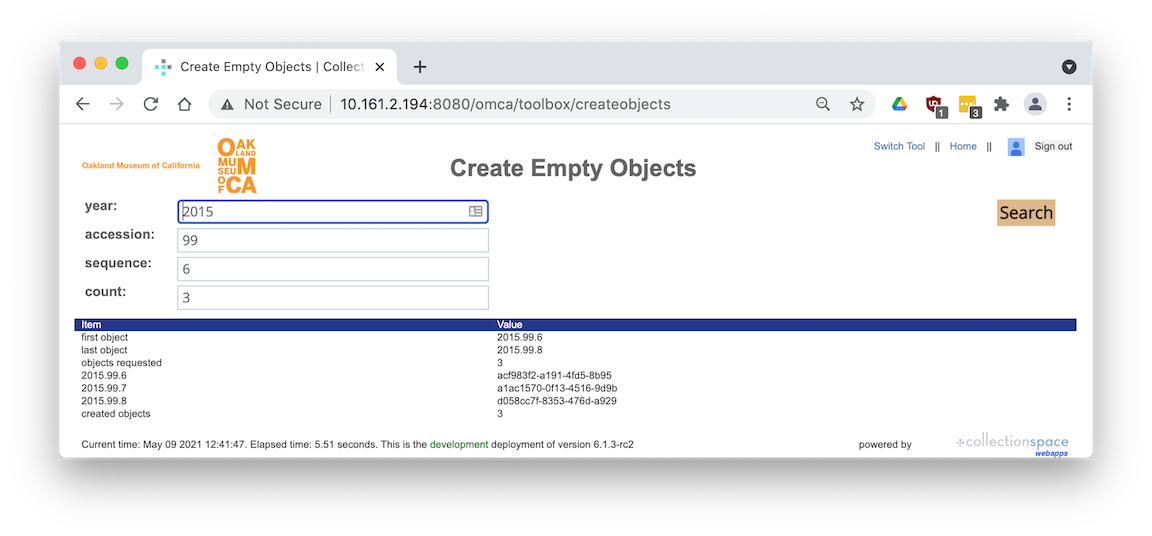 Create Empty Objects | Collect
Not Secure | 10.161.2.194:8080/omca/toolbox/createobjects
1
3
Oakland Museum of California
OAK
LAND
MU
SEU
M
O
F
CA
Create Empty Objects
Switch Tool || Home || Sign out
year: 2015
Search
accession: 99
sequence: 6
count: 3
Item Value
first object 2015.99.6
last object 2015.99.8
objects requested 3
2015.99.6 acf983f2-a191-4fd5-8b95
2015.99.7 a1ac1570-0f13-4516-9d9b
2015.99.8 d058cc7f-8353-476d-a929
created objects 3
Current time: May 09 2021 12:41:47. Elapsed time: 5.51 seconds. This is the development deployment of version 6.1.3-rc2 powered by collectionspace
webapps